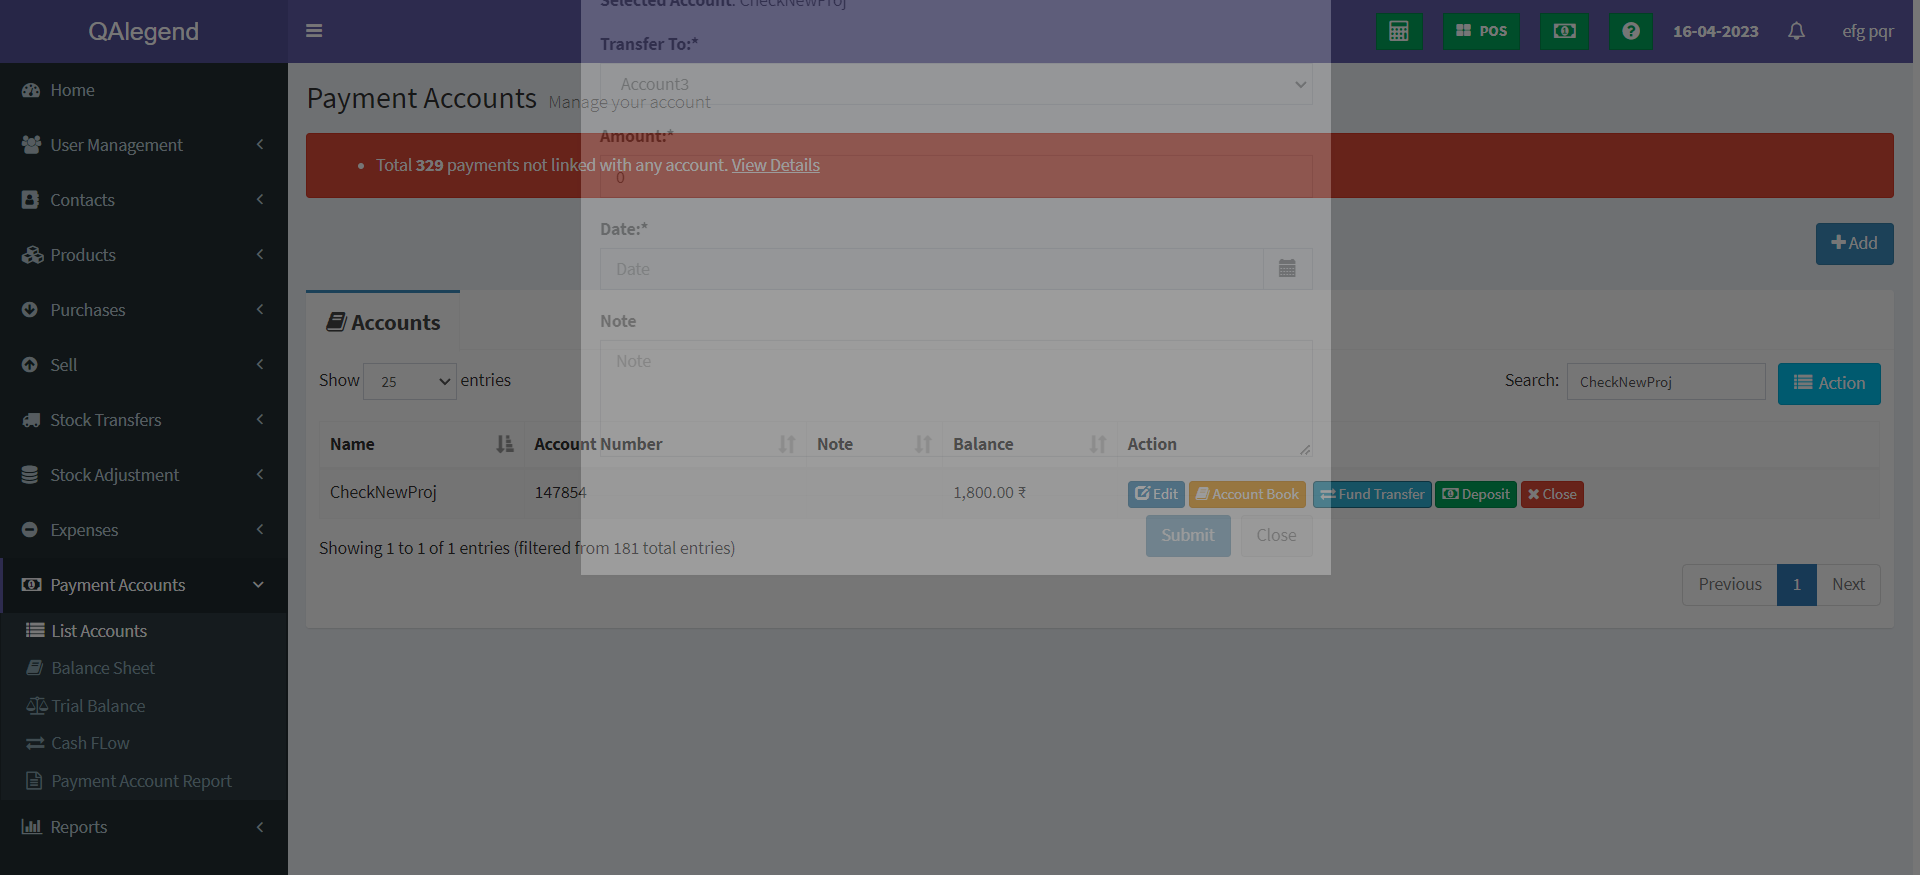 QAlegend
POS
16-04-2023
efg pqr
Home
User Management
Contacts
Products
Purchases
Sell
Stock Transfers
Stock Adjustment
Expenses
Payment Accounts
List Accounts
Balance Sheet
Trial Balance
Cash FLow
Payment Account Report
Reports
Payment Accounts Manage your account
Total 329 payments not linked with any account. View Details
Add
Accounts
Show 25 entries
Search: CheckNewProj
Action
Name Account Number Note Balance Action
CheckNewProj 147854 1,800.00 ₹ Edit Account Book Fund Transfer Deposit Close
Showing 1 to 1 of 1 entries (filtered from 181 total entries)
Previous 1 Next
Selected Account: CheckNewProj
Transfer To:*
Account3
Amount:*
0
Date:*
Date
Note
Note
Submit Close